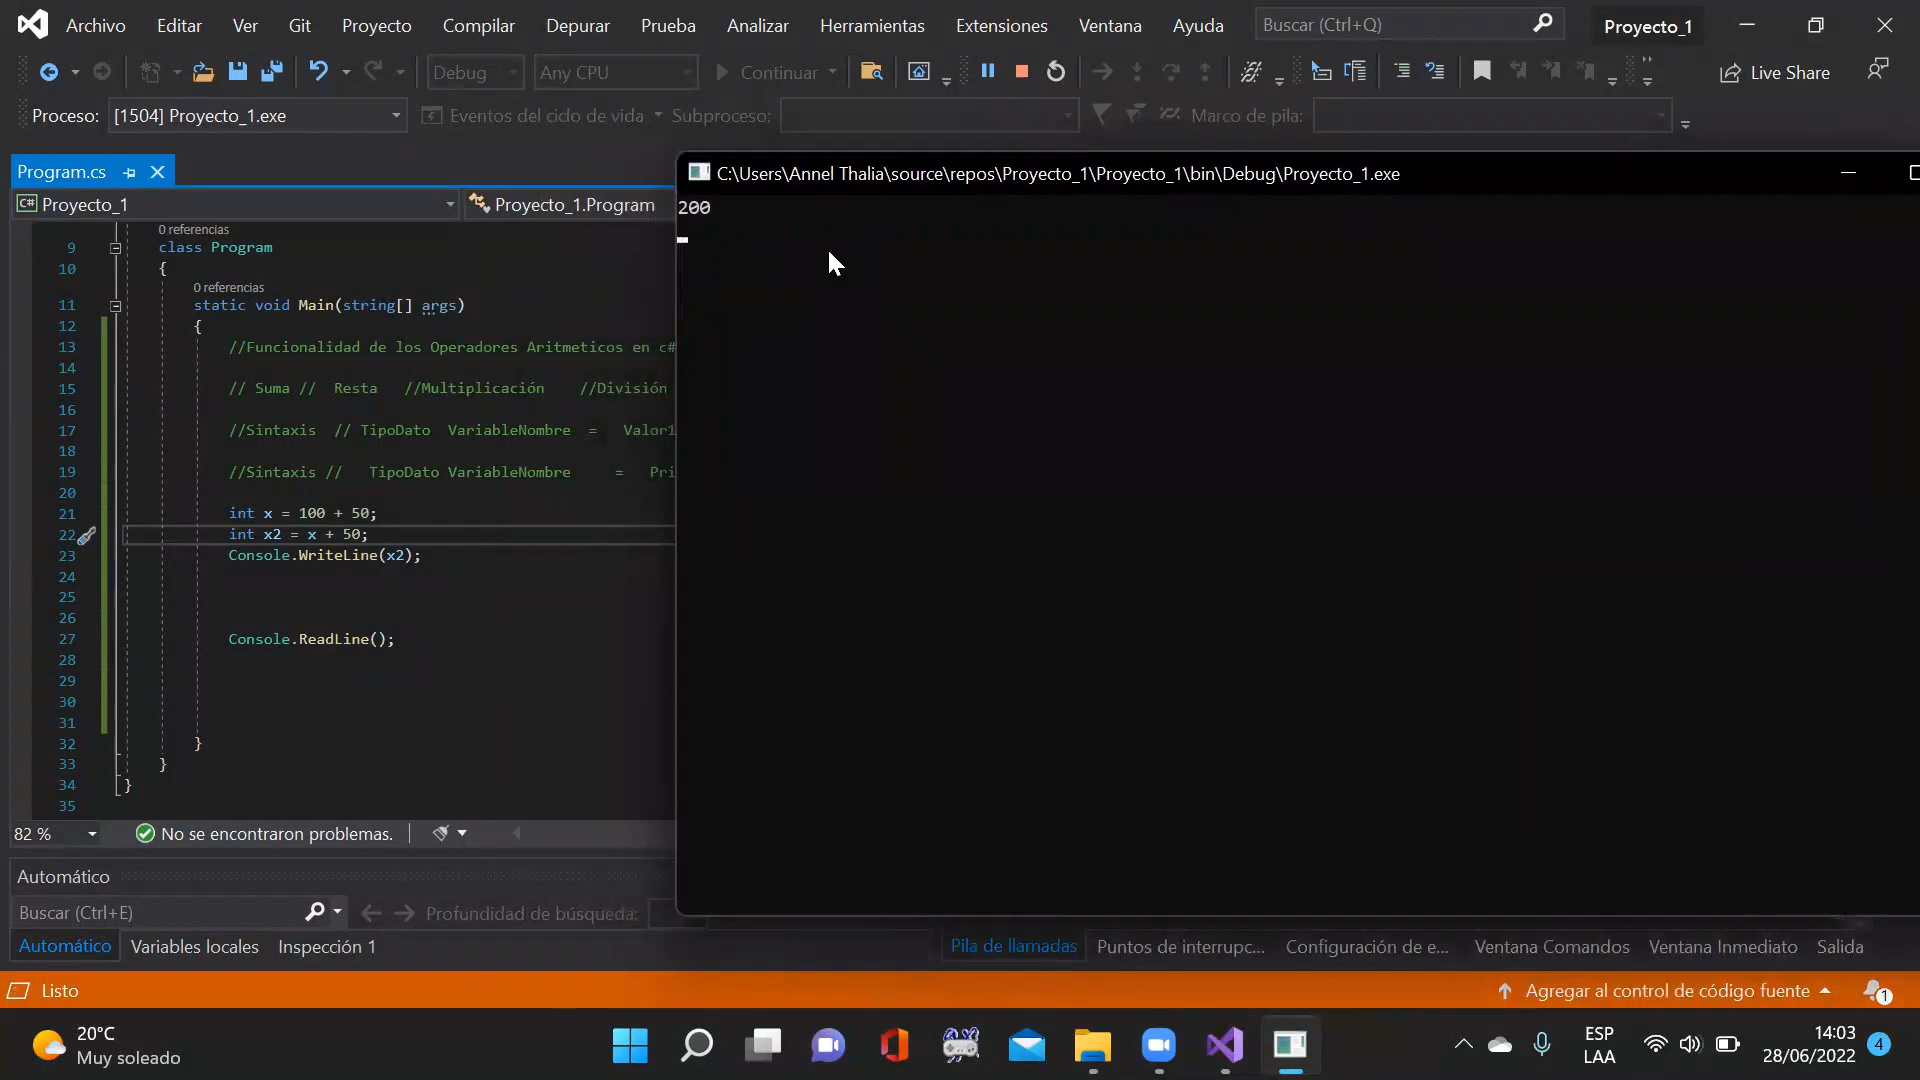 Archivo Editar Ver Git Proyecto Compilar Depurar Prueba Analizar Herramientas Extensiones Ventana Ayuda Buscar (Ctrl+Q) Proyecto_1
Debug Any CPU Continuar Live Share
Proceso: [1504] Proyecto_1.exe Eventos del ciclo de vida Subproceso: Marco de pila:
Program.cs
C:\Users\Annel Thalia\source\repos\Proyecto_1\Proyecto_1\bin\Debug\Proyecto_1.exe
C# Proyecto_1 Proyecto_1.Program
200
0 referencias
9 class Program
10 {
0 referencias
11 static void Main(string[] args)
12 {
13 //Funcionalidad de los Operadores Aritmeticos en c#
14
15 // Suma // Resta //Multiplicación //División
16
17 //Sintaxis // TipoDato VariableNombre = Valor1
18
19 //Sintaxis // TipoDato VariableNombre = Pri
20
21 int x = 100 + 50;
22 int x2 = x + 50;
23 Console.WriteLine(x2);
24
25
26
27 Console.ReadLine();
28
29
30
31
32 }
33 }
34 }
35
82 % No se encontraron problemas.
Automático
Buscar (Ctrl+E) Profundidad de búsqueda:
Automático Variables locales Inspección 1 Pila de llamadas Puntos de interrupc... Configuración de e... Ventana Comandos Ventana Inmediato Salida
Listo Agregar al control de código fuente 1
20°C
Muy soleado
ESP
LAA
14:03
28/06/2022
4